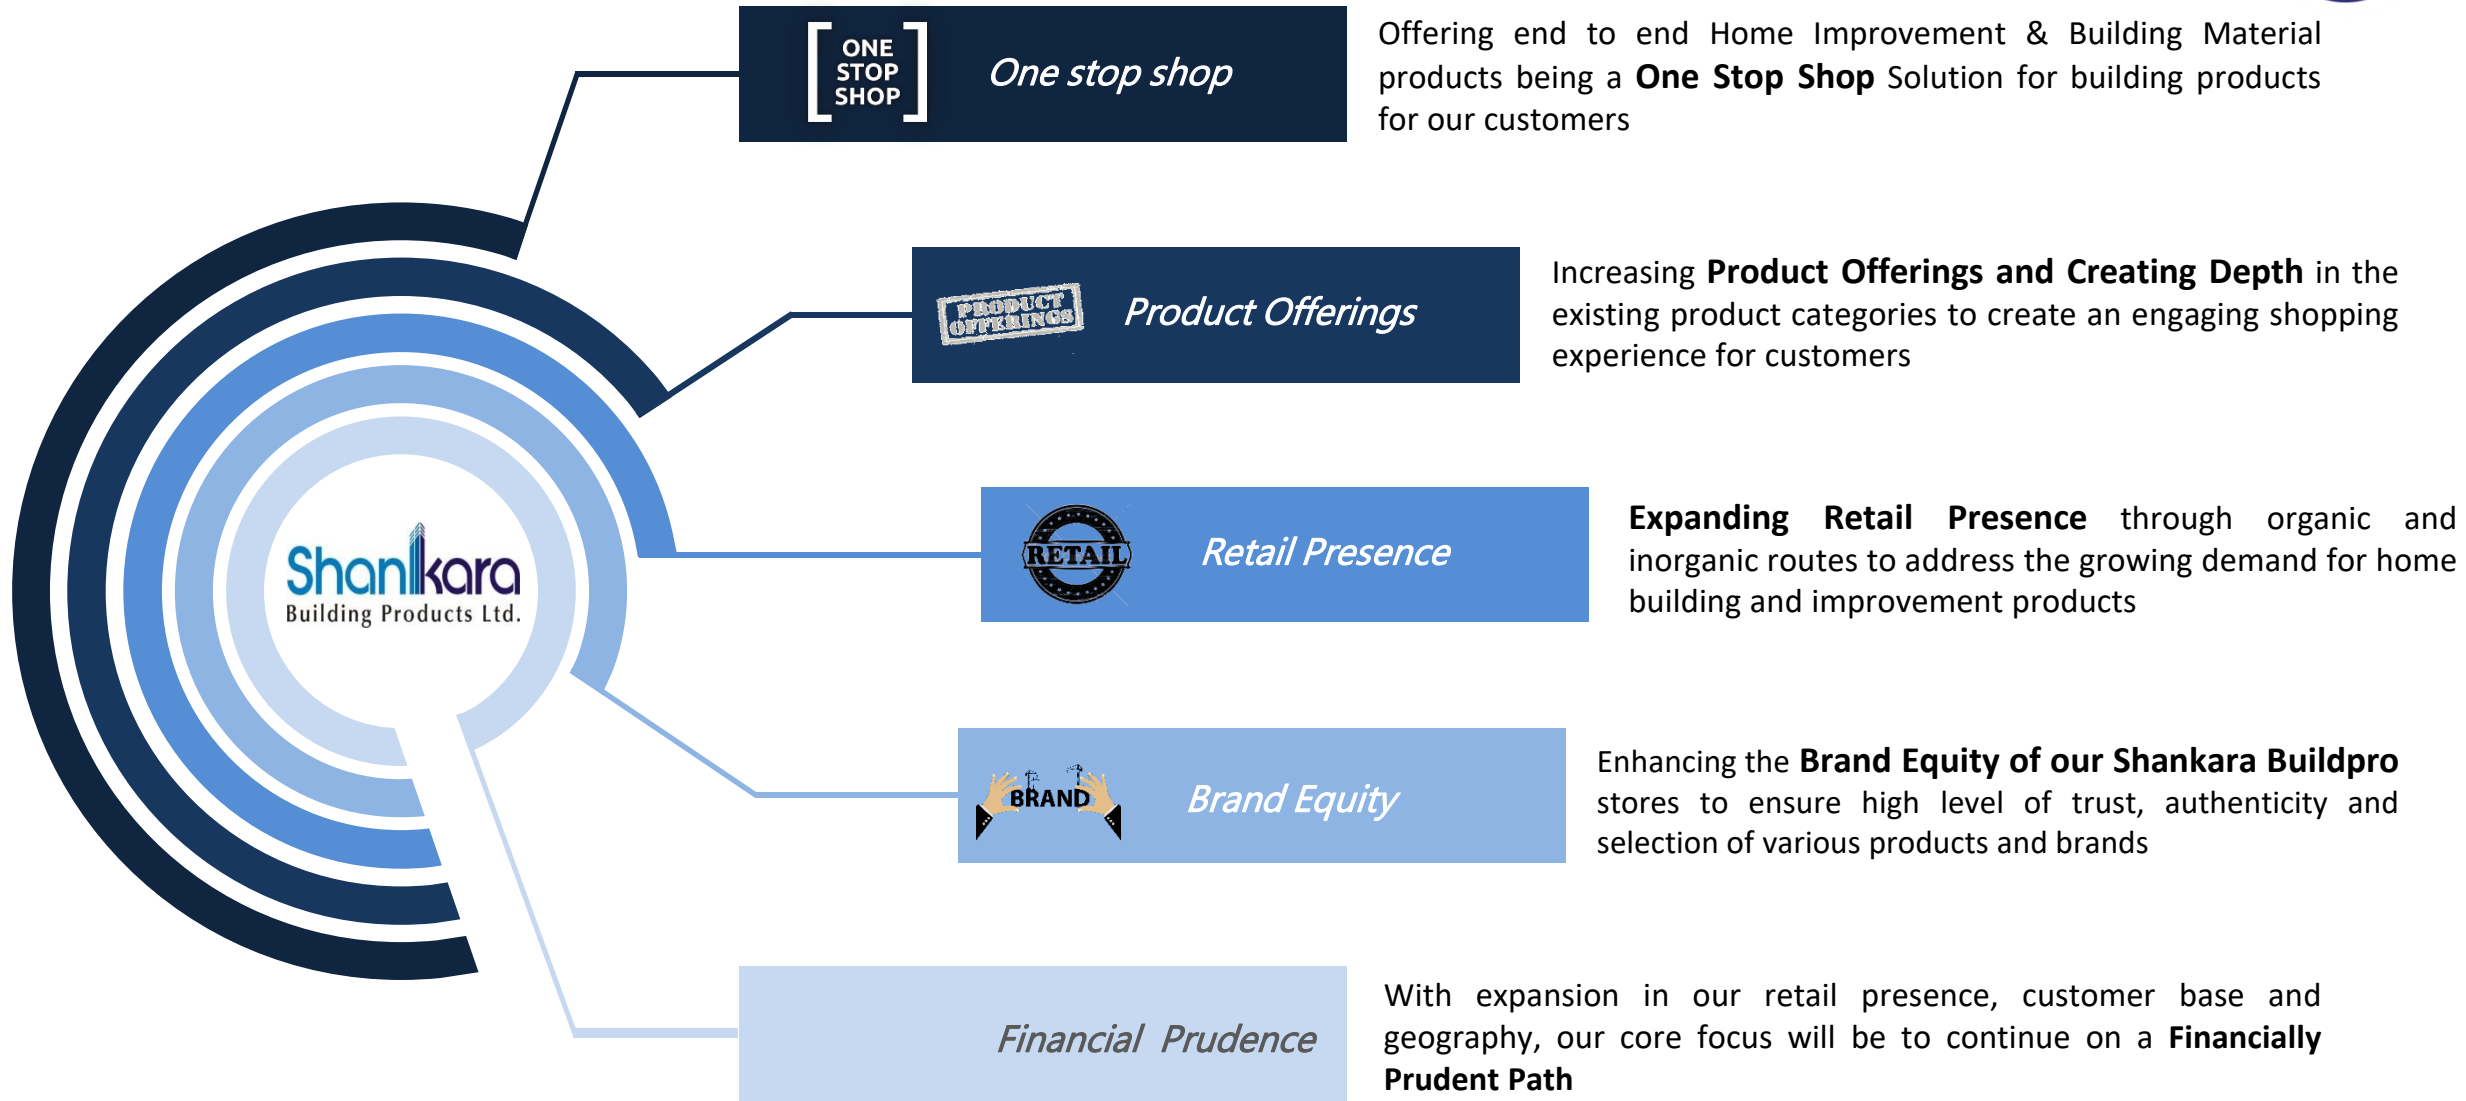 ONE
STOP
SHOP
One stop shop
Offering end to end Home Improvement & Building Material
products being a One Stop Shop Solution for building products
for our customers
PRODUCT
OFFERINGS
Product Offerings
Increasing Product Offerings and Creating Depth in the
existing product categories to create an engaging shopping
experience for customers
Shankara
Building Products Ltd.
RETAIL
Retail Presence
Expanding Retail Presence through organic and
inorganic routes to address the growing demand for home
building and improvement products
BRAND
Brand Equity
Enhancing the Brand Equity of our Shankara Buildpro
stores to ensure high level of trust, authenticity and
selection of various products and brands
Financial Prudence
With expansion in our retail presence, customer base and
geography, our core focus will be to continue on a Financially
Prudent Path